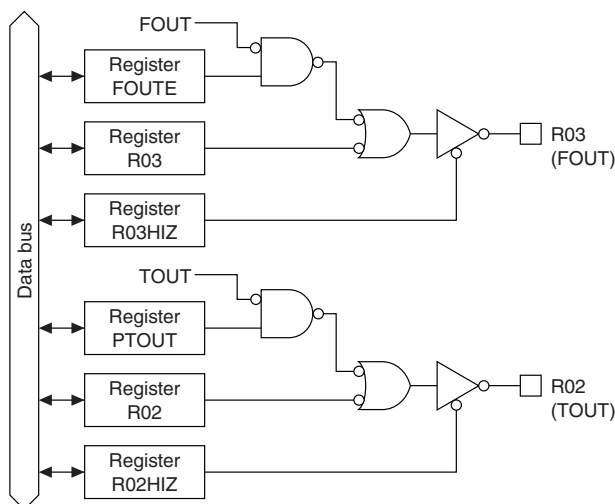 FOUT
Register
FOUTE
Register
R03
R03
(FOUT)
Register
R03HIZ
Data bus
TOUT
Register
PTOUT
Register
R02
R02
(TOUT)
Register
R02HIZ